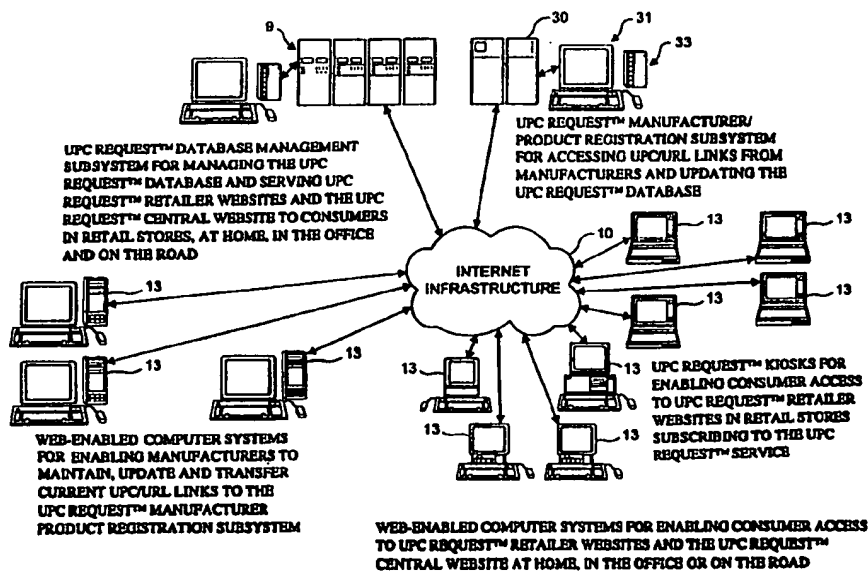 9
30
31
33
UPC REQUEST™ DATABASE MANAGEMENT
SUBSYSTEM FOR MANAGING THE UPC
REQUEST™ DATABASE AND SERVING UPC
REQUEST™ RETAILER WEBSITES AND THE UPC
REQUEST™ CENTRAL WEBSITE TO CONSUMERS
IN RETAIL STORES, AT HOME, IN THE OFFICE
AND ON THE ROAD
UPC REQUEST™ MANUFACTURER/
PRODUCT REGISTRATION SUBSYSTEM
FOR ACCESSING UPC/URL LINKS FROM
MANUFACTURERS AND UPDATING THE
UPC REQUEST™ DATABASE
10
INTERNET
INFRASTRUCTURE
13
13
13
13
13
13
13
13
13
13
13
UPC REQUEST™ KIOSKS FOR
ENABLING CONSUMER ACCESS
TO UPC REQUEST™ RETAILER
WEBSITES IN RETAIL STORES
SUBSCRIBING TO THE UPC
REQUEST™ SERVICE
WEB-ENABLED COMPUTER SYSTEMS
FOR ENABLING MANUFACTURERS TO
MAINTAIN, UPDATE AND TRANSFER
CURRENT UPC/URL LINKS TO THE
UPC REQUEST™ MANUFACTURER
PRODUCT REGISTRATION SUBSYSTEM
WEB-ENABLED COMPUTER SYSTEMS FOR ENABLING CONSUMER ACCESS
TO UPC REQUEST™ RETAILER WEBSITES AND THE UPC REQUEST™
CENTRAL WEBSITE AT HOME, IN THE OFFICE OR ON THE ROAD